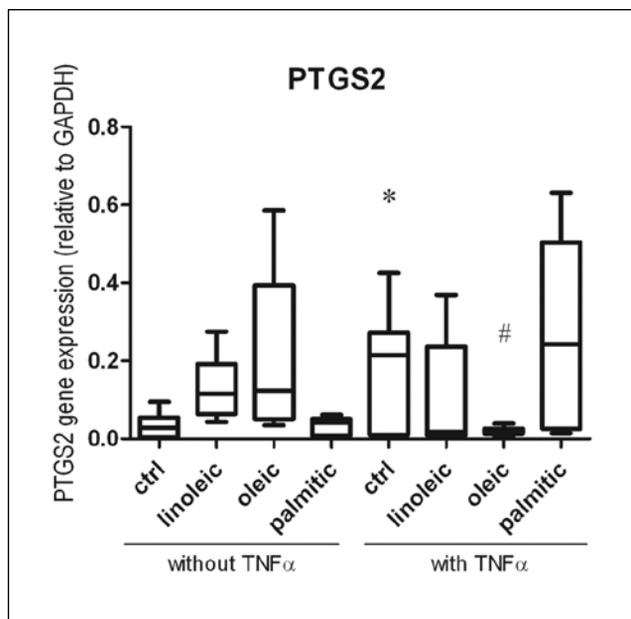 PTGS2
PTGS2 gene expression (relative to GAPDH)
0.8
0.6
0.4
0.2
0.0
*
#
ctrl linoleic oleic palmitic ctrl linoleic oleic palmitic
without TNFα with TNFα